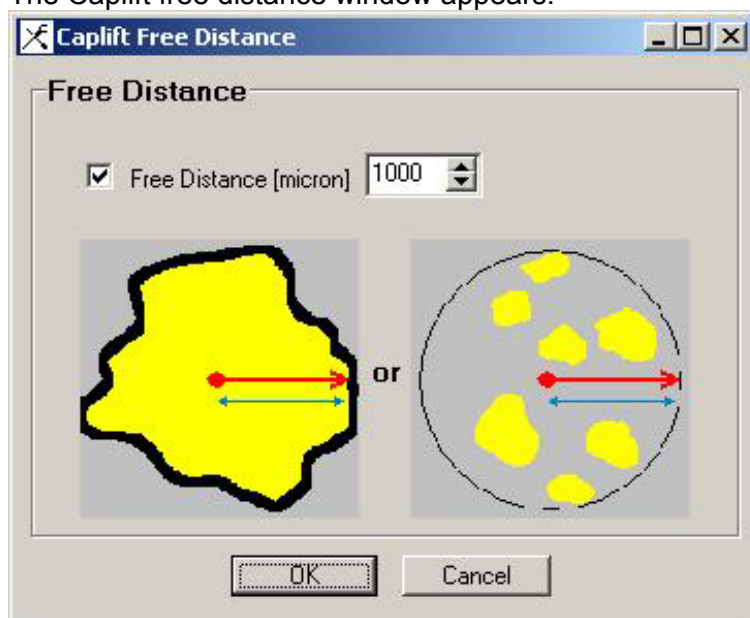 The Caplift free distance window appears.
Caplift Free Distance
Free Distance
Free Distance [micron] 1000
or
OK Cancel